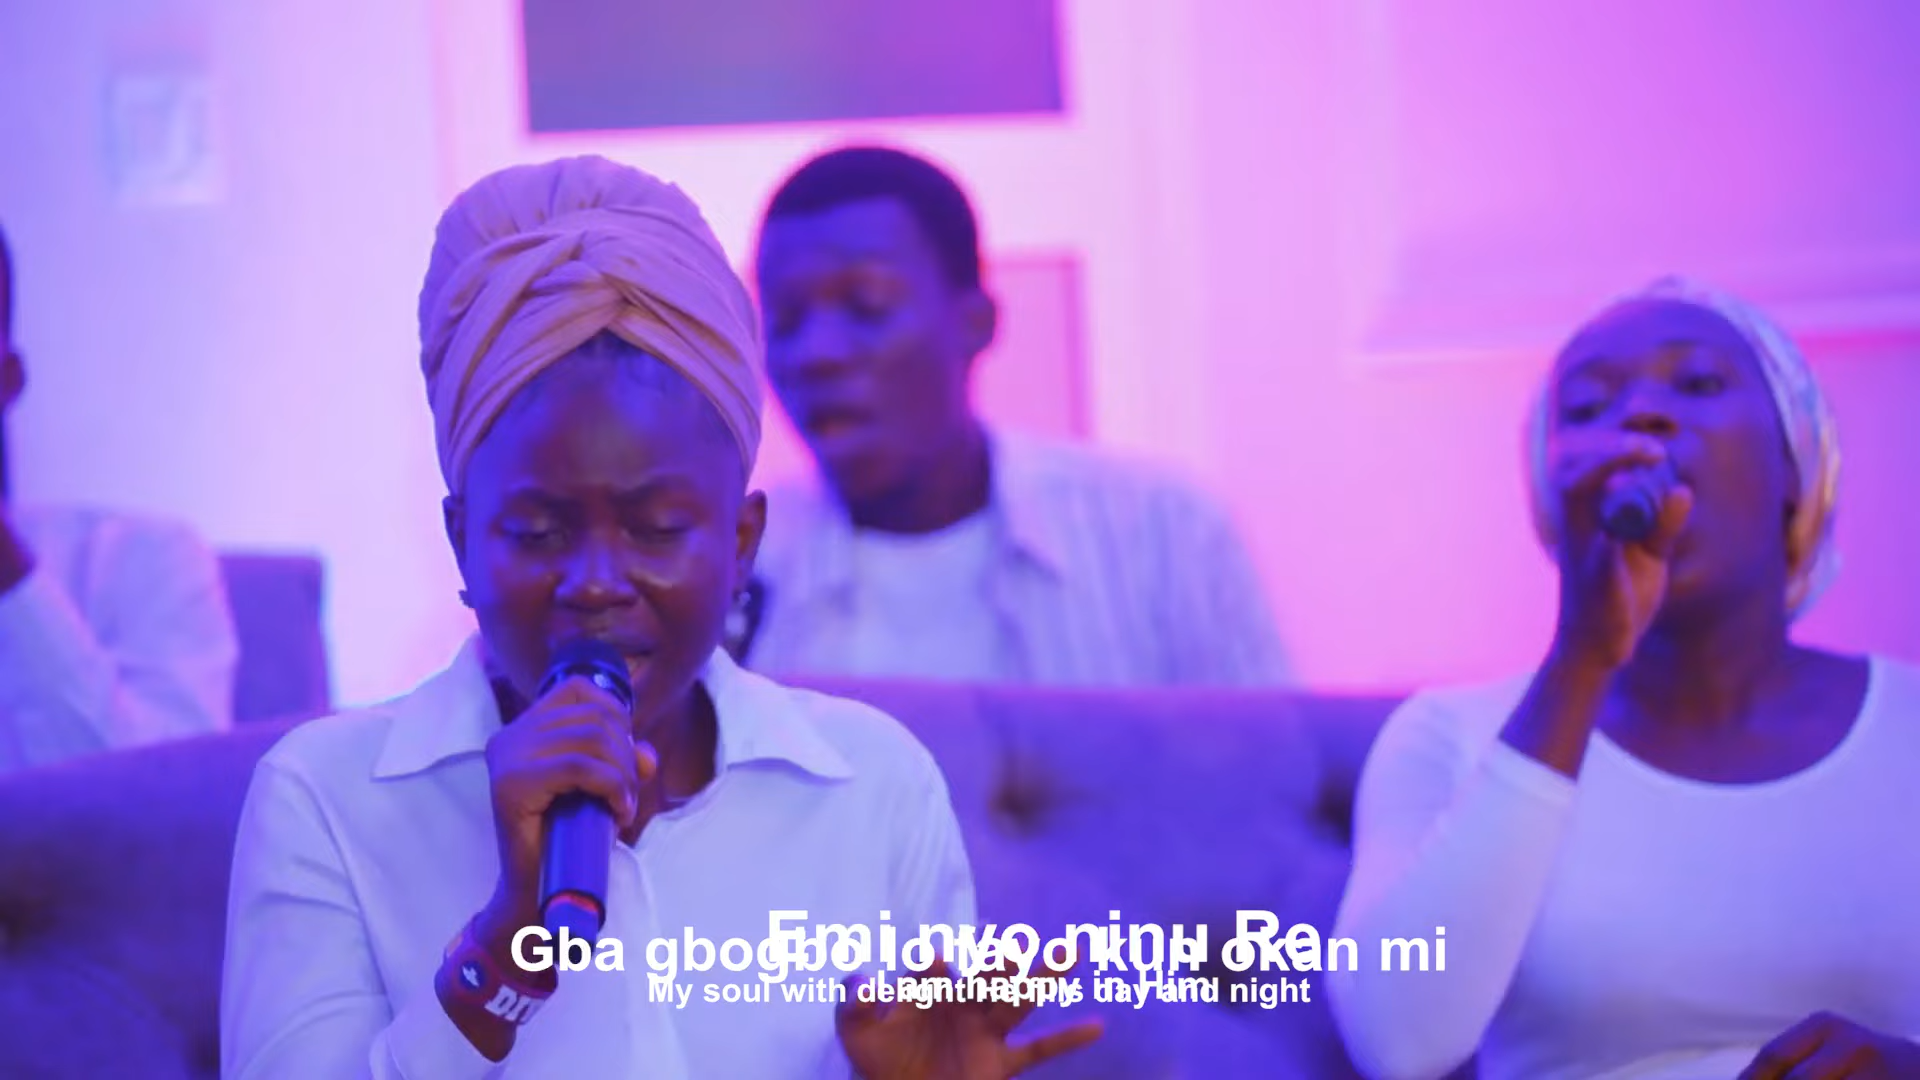 Emi nyo ninu Re
Gba gbogbo lo fayo kun okan mi
I am happy in Him
My soul with delight He fills day and night